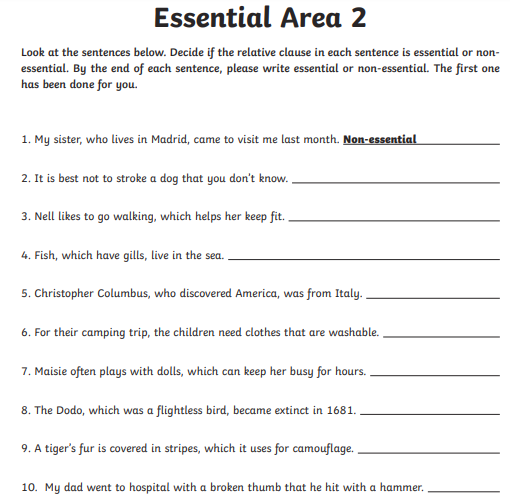 Essential Area 2
Look at the sentences below. Decide if the relative clause in each sentence is essential or non-
essential. By the end of each sentence, please write essential or non-essential. The first one
has been done for you.
1. My sister, who lives in Madrid, came to visit me last month. Non-essential
2. It is best not to stroke a dog that you don't know.
3. Nell likes to go walking, which helps her keep fit.
4. Fish, which have gills, live in the sea.
5. Christopher Columbus, who discovered America, was from Italy.
6. For their camping trip, the children need clothes that are washable.
7. Maisie often plays with dolls, which can keep her busy for hours.
8. The Dodo, which was a flightless bird, became extinct in 1681.
9. A tiger's fur is covered in stripes, which it uses for camouflage.
10. My dad went to hospital with a broken thumb that he hit with a hammer.